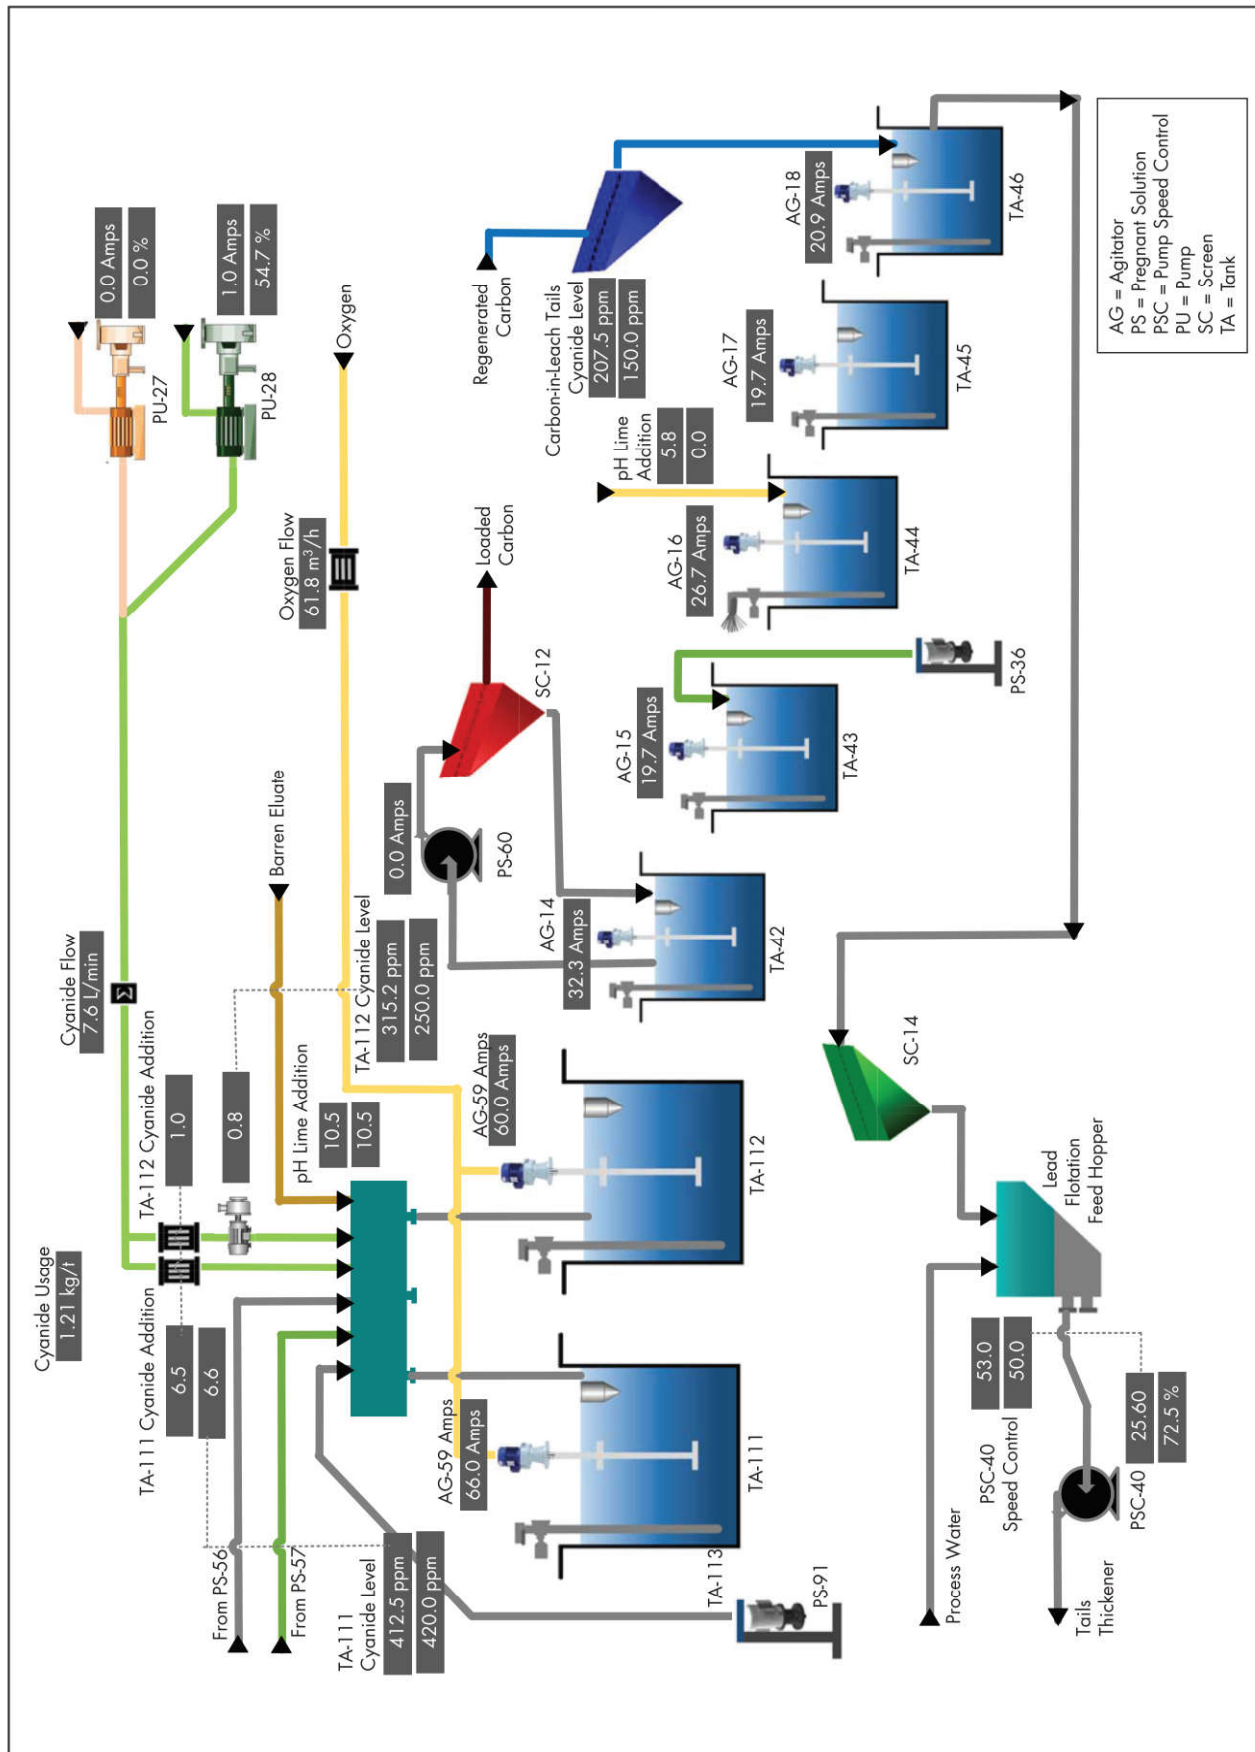 Cyanide Usage
1.21 kg/t
Cyanide Flow
7.6 L/min
0.0 Amps
0.0 %
PU-27
1.0 Amps
54.7 %
PU-28
TA-111 Cyanide Addition
6.5
6.6
TA-112 Cyanide Addition
1.0
0.8
From PS-56
From PS-57
pH Lime Addition
10.5
10.5
Barren Eluate
Oxygen Flow
61.8 m³/h
Oxygen
TA-111
Cyanide Level
412.5 ppm
420.0 ppm
TA-112 Cyanide Level
315.2 ppm
250.0 ppm
0.0 Amps
PS-60
SC-12
Loaded
Carbon
Regenerated
Carbon
Carbon-in-Leach Tails
Cyanide Level
207.5 ppm
150.0 ppm
AG-59 Amps
66.0 Amps
AG-59 Amps
60.0 Amps
AG-14
32.3 Amps
AG-15
19.7 Amps
AG-16
26.7 Amps
pH Lime
Addition
5.8
0.0
AG-17
19.7 Amps
AG-18
20.9 Amps
TA-113
PS-91
TA-111
TA-112
TA-42
TA-43
PS-36
TA-44
TA-45
TA-46
SC-14
Process Water
Tails
Thickener
PSC-40
Speed Control
53.0
50.0
Lead
Flotation
Feed Hopper
PSC-40
25.60
72.5 %
AG = Agitator
PS = Pregnant Solution
PSC = Pump Speed Control
PU = Pump
SC = Screen
TA = Tank
Σ